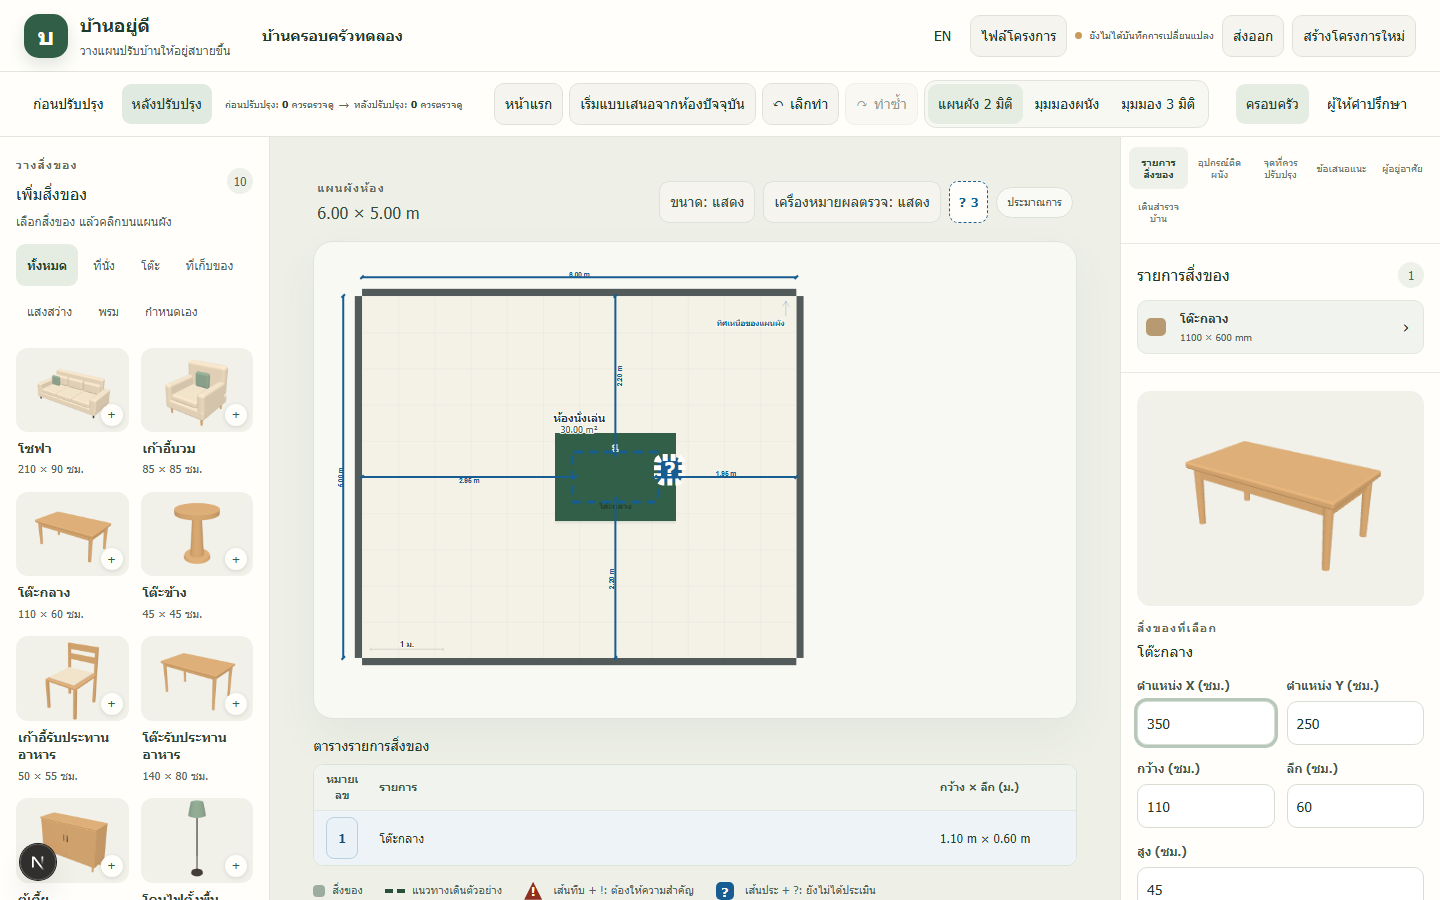 บ
บ้านอยู่ดี
วางแผนปรับบ้านให้อยู่สบายขึ้น
บ้านครอบครัวทดลอง
EN
ไฟล์โครงการ
ยังไม่ได้บันทึกการเปลี่ยนแปลง
ส่งออก
สร้างโครงการใหม่
ก่อนปรับปรุง
หลังปรับปรุง
ก่อนปรับปรุง: 0 ควรตรวจดู → หลังปรับปรุง: 0 ควรตรวจดู
หน้าแรก
เริ่มแบบเสนอจากห้องปัจจุบัน
↶ เลิกทำ
↷ ทำซ้ำ
แผนผัง 2 มิติ
มุมมองผนัง
มุมมอง 3 มิติ
ครอบครัว
ผู้ให้คำปรึกษา
วางสิ่งของ
เพิ่มสิ่งของ
10
เลือกสิ่งของ แล้วคลิกบนแผนผัง
ทั้งหมด
ที่นั่ง
โต๊ะ
ที่เก็บของ
แสงสว่าง
พรม
กำหนดเอง
+
+
โซฟา
210 × 90 ซม.
เก้าอี้นวม
85 × 85 ซม.
+
+
โต๊ะกลาง
110 × 60 ซม.
โต๊ะข้าง
45 × 45 ซม.
+
+
เก้าอี้รับประทาน
อาหาร
50 × 55 ซม.
โต๊ะรับประทาน
อาหาร
140 × 80 ซม.
N
+
+
ตู้เตี้ย
โคมไฟตั้งพื้น
แผนผังห้อง
6.00 × 5.00 m
ขนาด: แสดง
เครื่องหมายผลตรวจ: แสดง
? 3
ประมาณการ
6.00 m
ทิศเหนือของแผนผัง
2.20 m
ห้องนั่งเล่น
30.00 m²
?
2.95 m
1.95 m
โต๊ะกลาง
2.20 m
1 ม.
ตารางรายการสิ่งของ
หมายเ
ลข
รายการ
กว้าง × ลึก (ม.)
1
โต๊ะกลาง
1.10 m × 0.60 m
สิ่งของ
แนวทางเดินตัวอย่าง
!
เส้นทึบ + !: ต้องให้ความสำคัญ
?
เส้นประ + ?: ยังไม่ได้ประเมิน
รายการ
สิ่งของ
อุปกรณ์ติด
ผนัง
จุดที่ควร
ปรับปรุง
ข้อเสนอแนะ
ผู้อยู่อาศัย
เดินสำรวจ
บ้าน
รายการสิ่งของ
1
โต๊ะกลาง
1100 × 600 mm
›
สิ่งของที่เลือก
โต๊ะกลาง
ตำแหน่ง X (ซม.)
ตำแหน่ง Y (ซม.)
350
250
กว้าง (ซม.)
ลึก (ซม.)
110
60
สูง (ซม.)
45